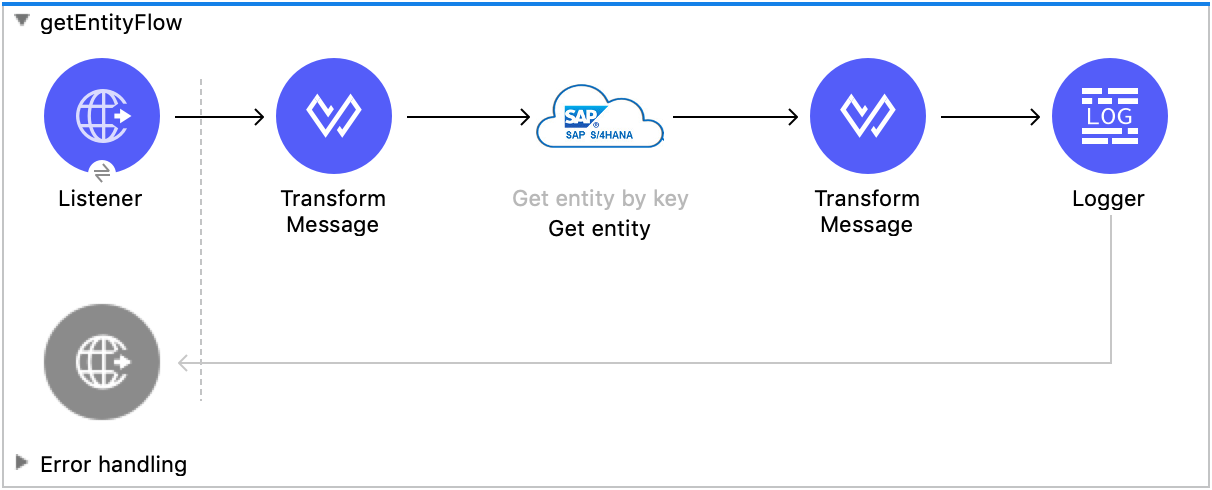 getEntityFlow
SAP
®
SAP S/4HANA
LOG
Listener
Transform
Message
Get entity by key
Get entity
Transform
Message
Logger
Error handling